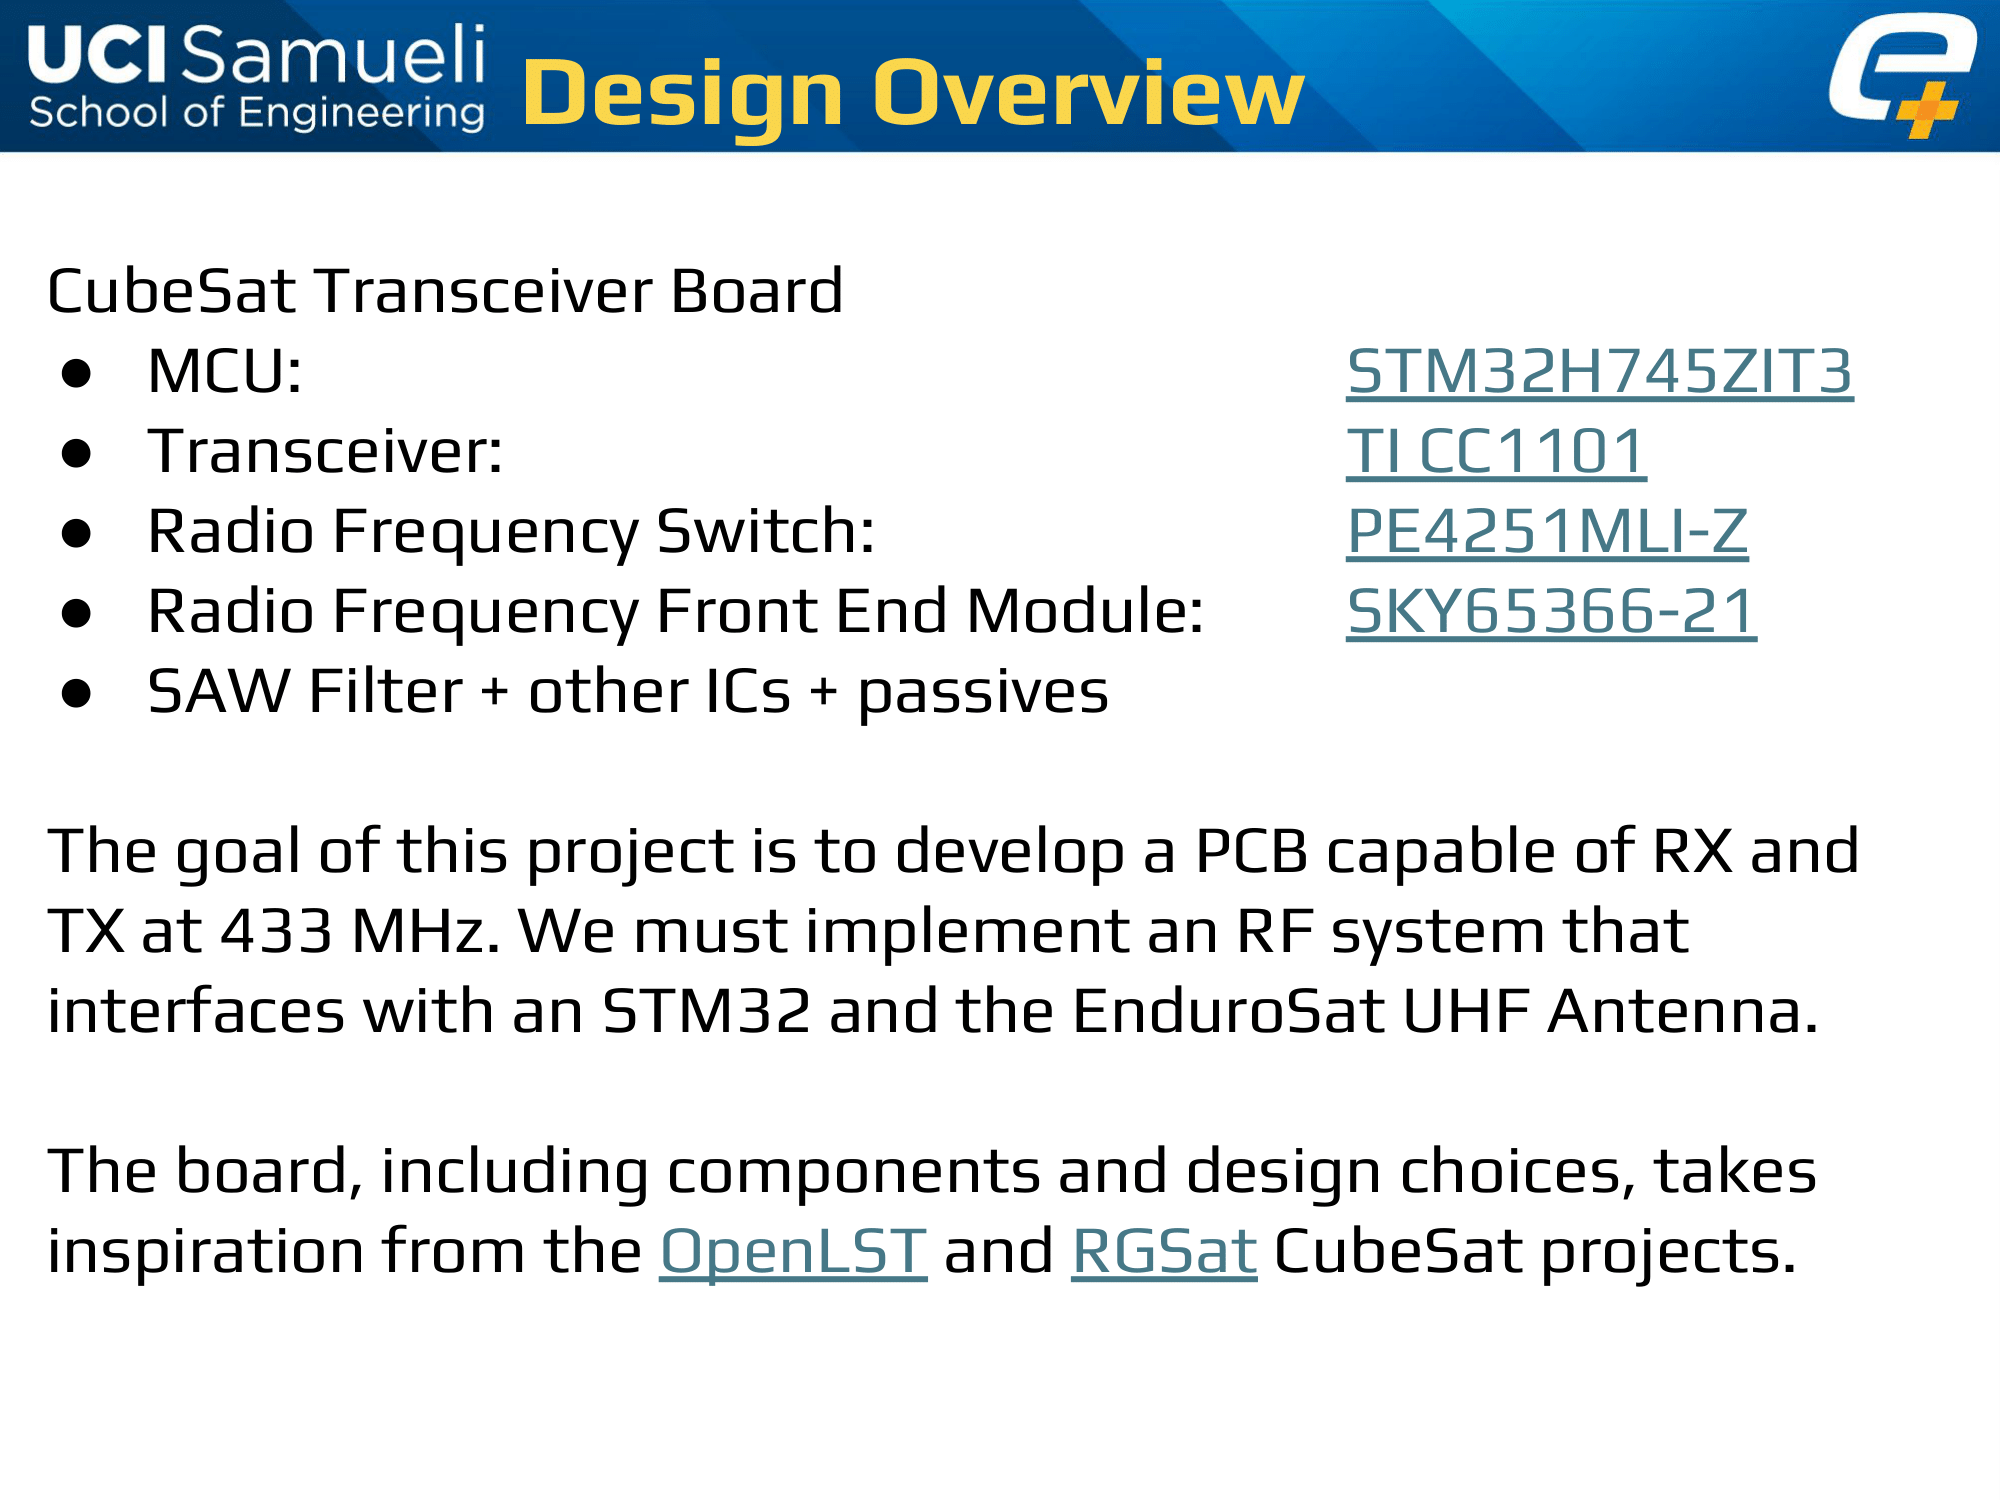 UCI Samueli
School of Engineering
Design Overview
e+
CubeSat Transceiver Board
● MCU: STM32H745ZIT3
● Transceiver: TI CC1101
● Radio Frequency Switch: PE4251MLI-Z
● Radio Frequency Front End Module: SKY65366-21
● SAW Filter + other ICs + passives
The goal of this project is to develop a PCB capable of RX and
TX at 433 MHz. We must implement an RF system that
interfaces with an STM32 and the EnduroSat UHF Antenna.
The board, including components and design choices, takes
inspiration from the OpenLST and RGSat CubeSat projects.